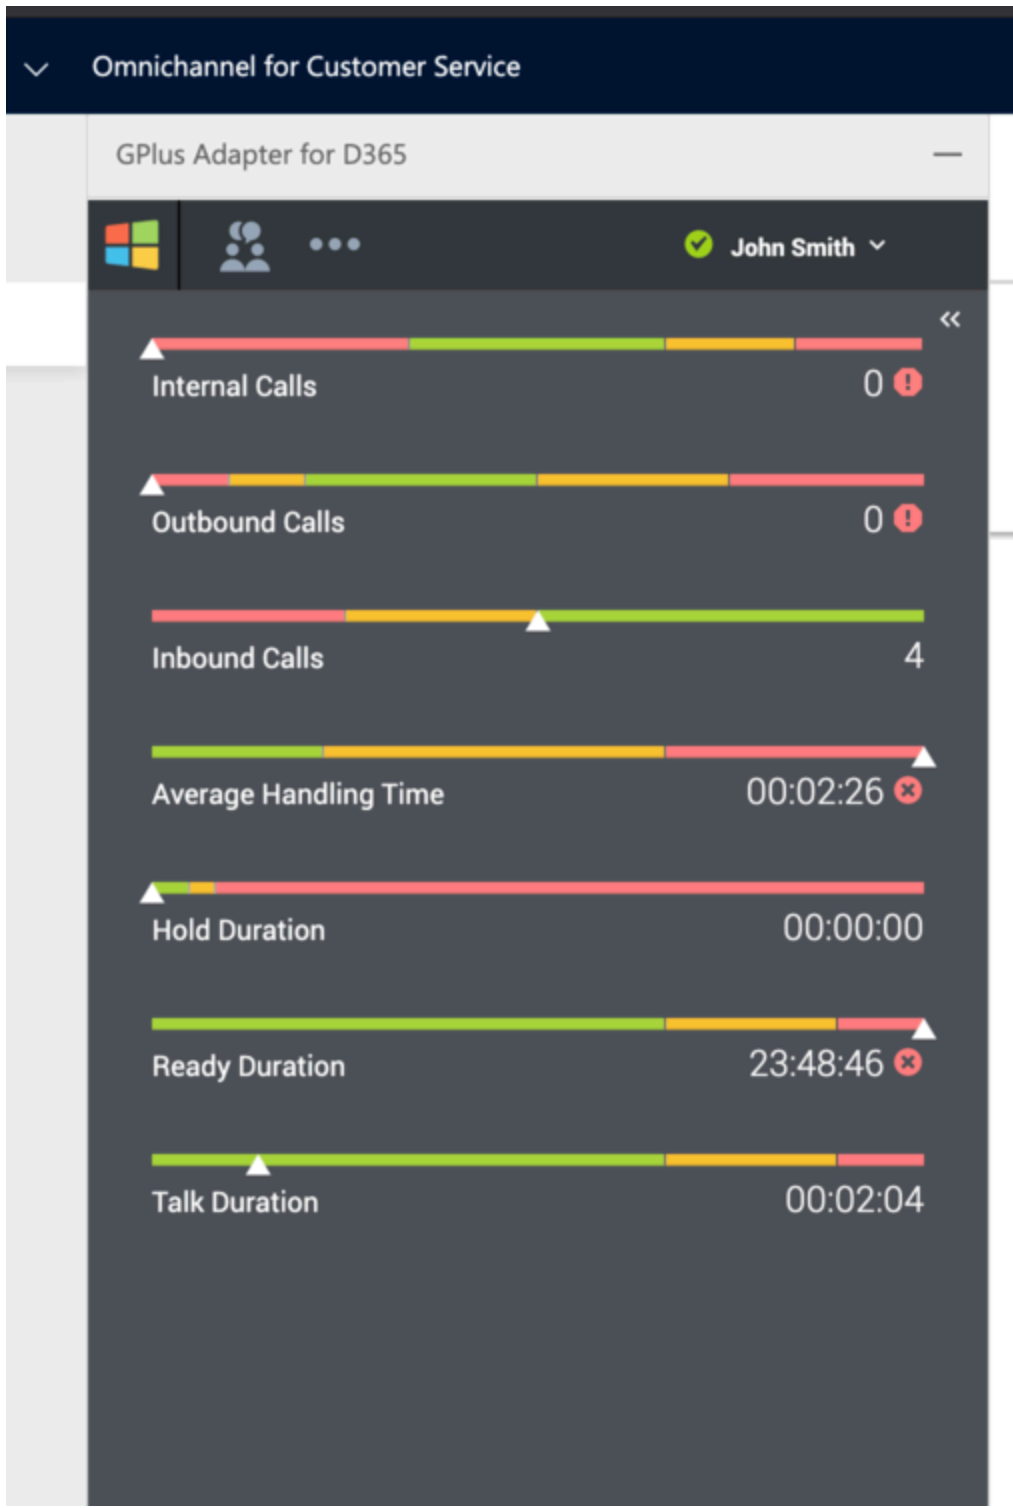 Omnichannel for Customer Service
GPlus Adapter for D365
John Smith
Internal Calls 0
Outbound Calls 0
Inbound Calls 4
Average Handling Time 00:02:26
Hold Duration 00:00:00
Ready Duration 23:48:46
Talk Duration 00:02:04